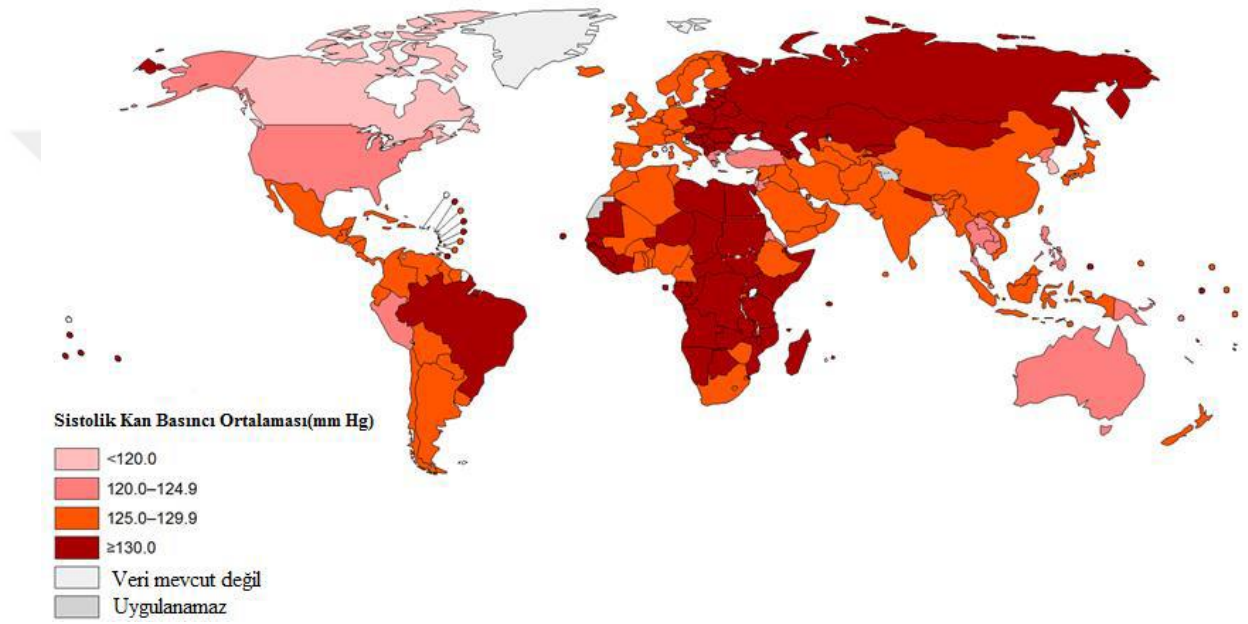 Sistolik Kan Basıncı Ortalaması(mm Hg)
<120.0
120.0–124.9
125.0–129.9
≥130.0
Veri mevcut değil
Uygulanamaz